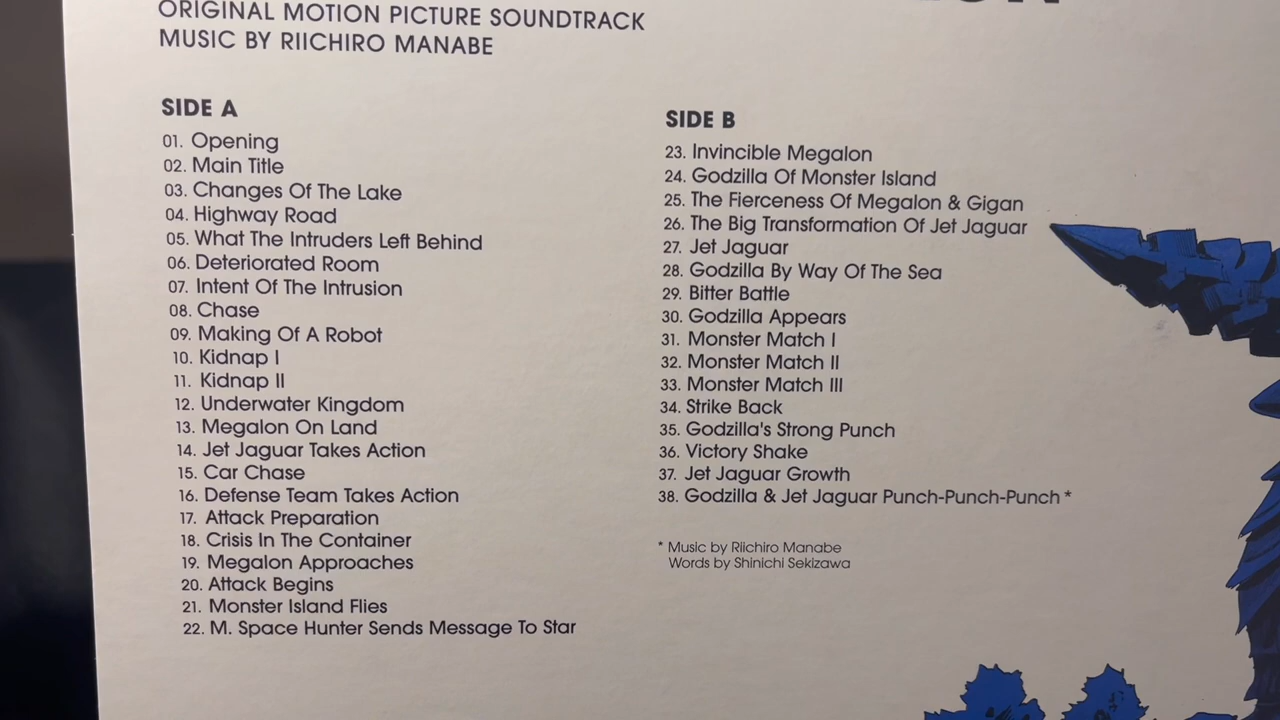 ORIGINAL MOTION PICTURE SOUNDTRACK
MUSIC BY RIICHIRO MANABE
SIDE A
01. Opening
02. Main Title
03. Changes Of The Lake
04. Highway Road
05. What The Intruders Left Behind
06. Deteriorated Room
07. Intent Of The Intrusion
08. Chase
09. Making Of A Robot
10. Kidnap I
11. Kidnap II
12. Underwater Kingdom
13. Megalon On Land
14. Jet Jaguar Takes Action
15. Car Chase
16. Defense Team Takes Action
17. Attack Preparation
18. Crisis In The Container
19. Megalon Approaches
20. Attack Begins
21. Monster Island Flies
22. M. Space Hunter Sends Message To Star
SIDE B
23. Invincible Megalon
24. Godzilla Of Monster Island
25. The Fierceness Of Megalon & Gigan
26. The Big Transformation Of Jet Jaguar
27. Jet Jaguar
28. Godzilla By Way Of The Sea
29. Bitter Battle
30. Godzilla Appears
31. Monster Match I
32. Monster Match II
33. Monster Match III
34. Strike Back
35. Godzilla's Strong Punch
36. Victory Shake
37. Jet Jaguar Growth
38. Godzilla & Jet Jaguar Punch-Punch-Punch *
* Music by Riichiro Manabe
Words by Shinichi Sekizawa